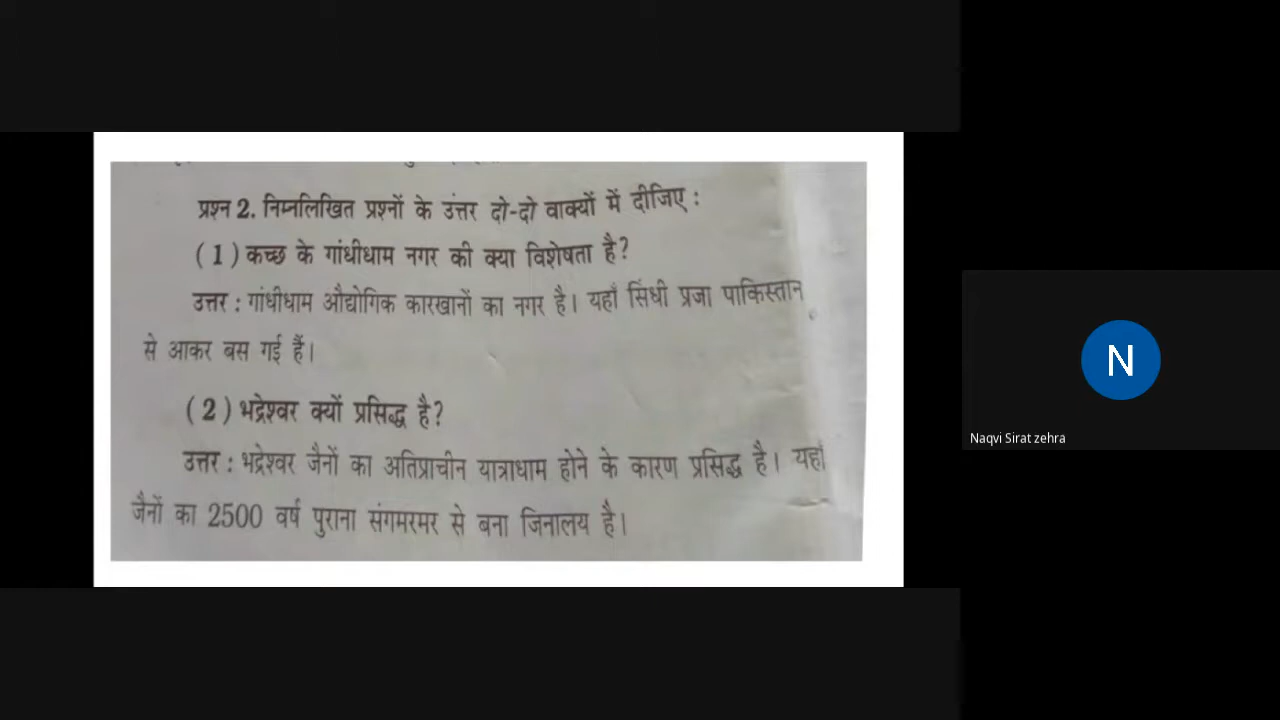 प्रश्न 2. निम्नलिखित प्रश्नों के उंत्तर दो-दो वाक्यों में दीजिए :
(1) कच्छ के गांधीधाम नगर की क्या विशेषता है?
उत्तर : गांधीधाम औद्योगिक कारखानों का नगर है। यहाँ सिंधी प्रजा पाकिस्तान
से आकर बस गई हैं।
(2) भद्रेश्वर क्यों प्रसिद्ध है?
उत्तर : भद्रेश्वर जैनों का अतिप्राचीन यात्राधाम होने के कारण प्रसिद्ध है। यहाँ
जैनों का 2500 वर्ष पुराना संगमरमर से बना जिनालय है।
N
Naqvi Sirat zehra